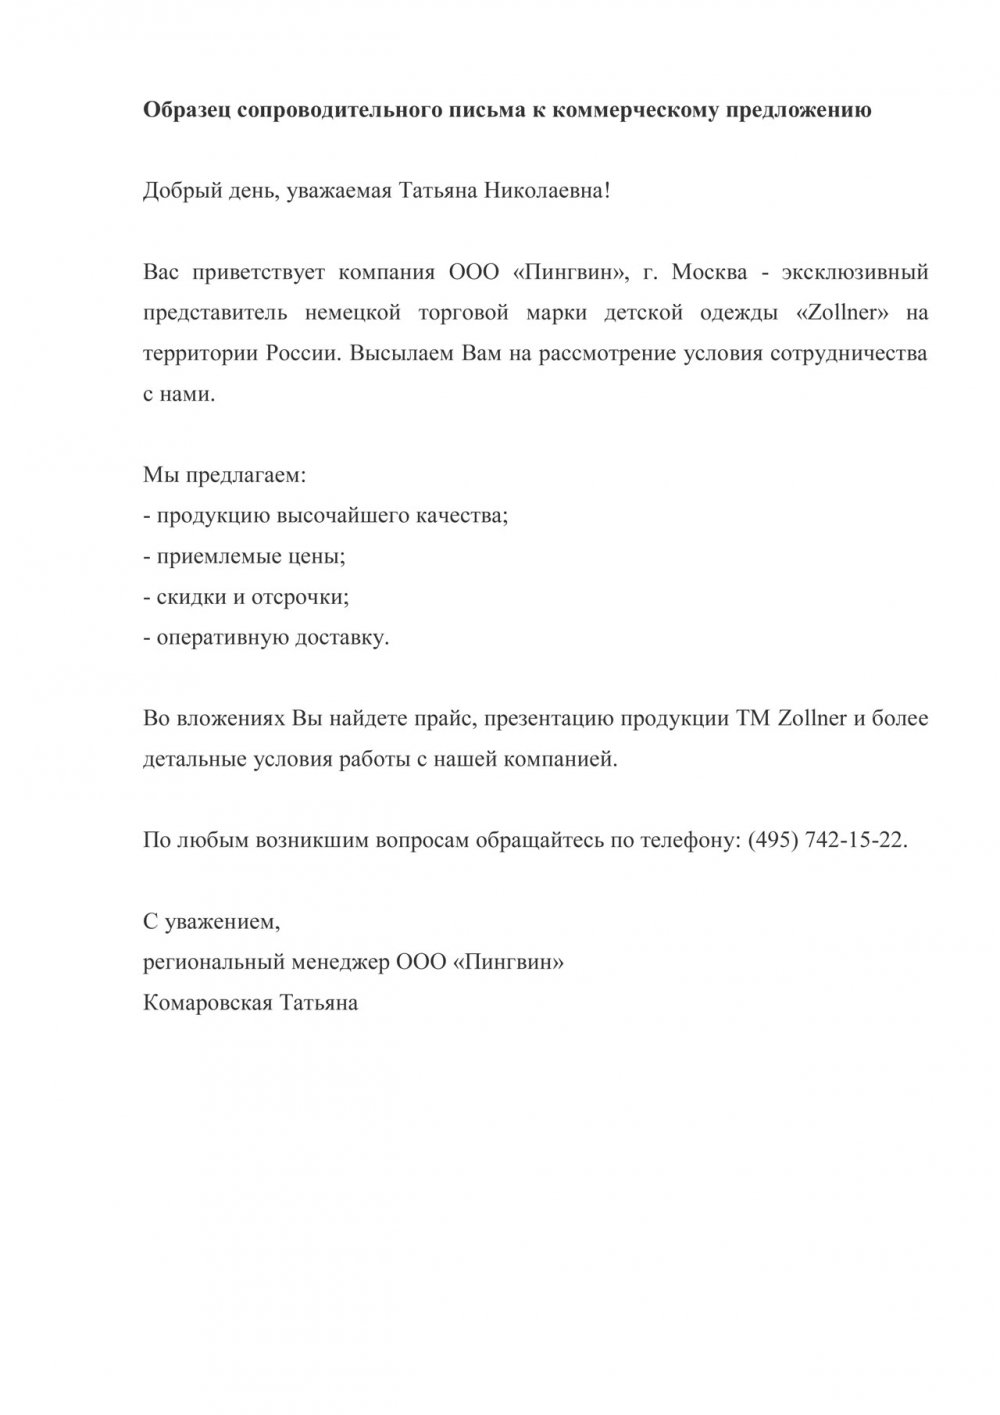 Образец сопроводительного письма к коммерческому предложению
Добрый день, уважаемая Татьяна Николаевна!
Вас приветствует компания ООО «Пингвин», г. Москва - эксклюзивный
представитель немецкой торговой марки детской одежды «Zollner» на
территории России. Высылаем Вам на рассмотрение условия сотрудничества
с нами.
Мы предлагаем:
- продукцию высочайшего качества;
- приемлемые цены;
- скидки и отсрочки;
- оперативную доставку.
Во вложениях Вы найдете прайс, презентацию продукции ТМ Zollner и более
детальные условия работы с нашей компанией.
По любым возникшим вопросам обращайтесь по телефону: (495) 742-15-22.
С уважением,
региональный менеджер ООО «Пингвин»
Комаровская Татьяна